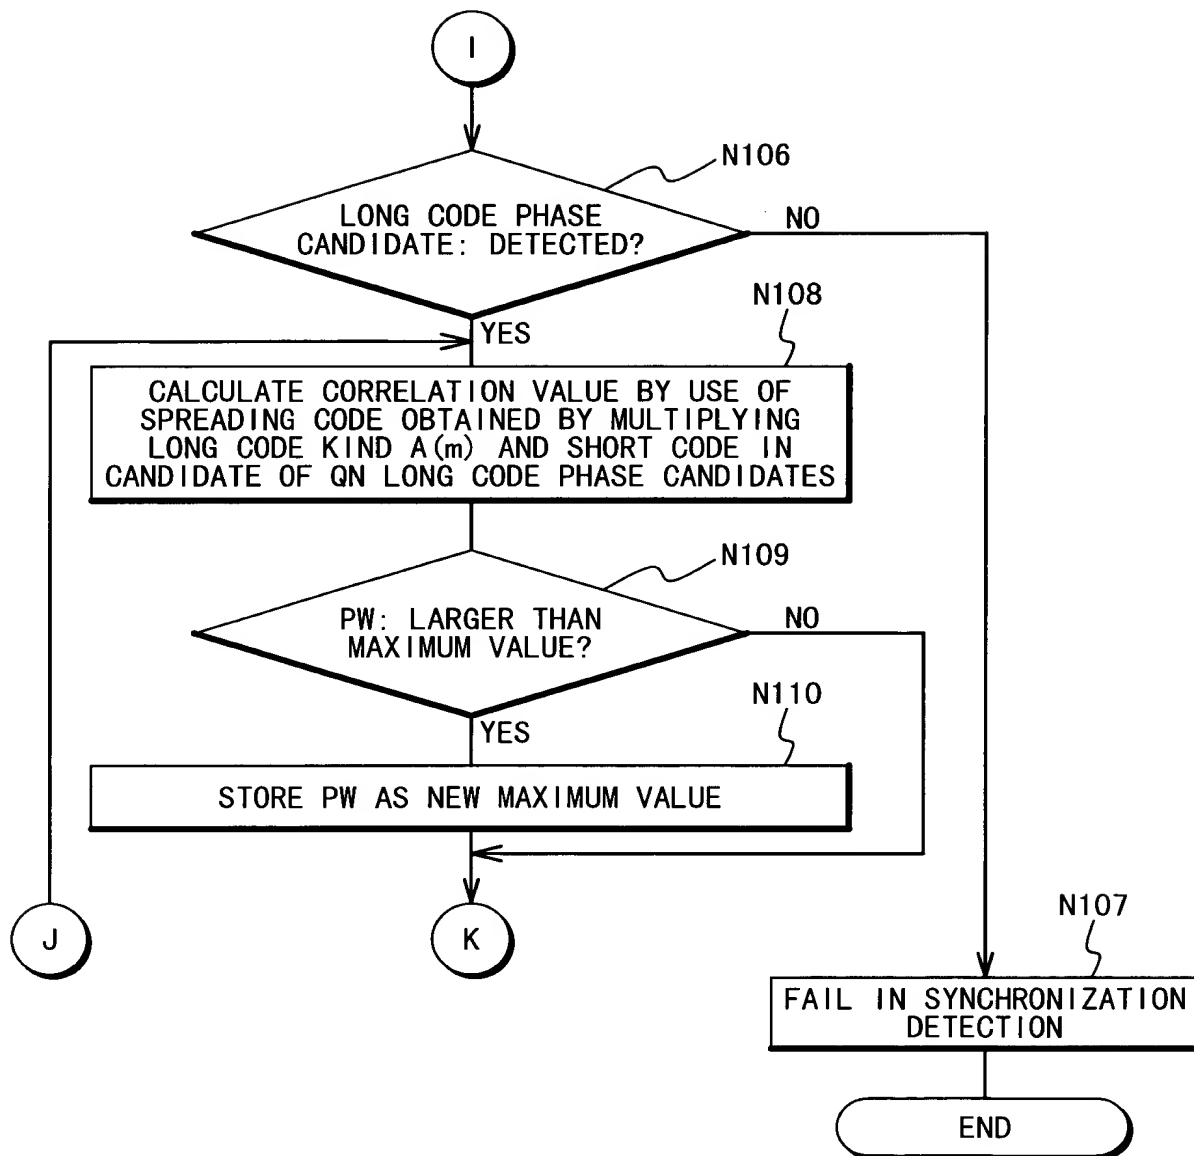 I
N106
LONG CODE PHASE
CANDIDATE: DETECTED?
NO
YES
N108
CALCULATE CORRELATION VALUE BY USE OF
SPREADING CODE OBTAINED BY MULTIPLYING
LONG CODE KIND A(m) AND SHORT CODE IN
CANDIDATE OF QN LONG CODE PHASE CANDIDATES
N109
PW: LARGER THAN
MAXIMUM VALUE?
NO
YES
N110
STORE PW AS NEW MAXIMUM VALUE
J
K
N107
FAIL IN SYNCHRONIZATION
DETECTION
END